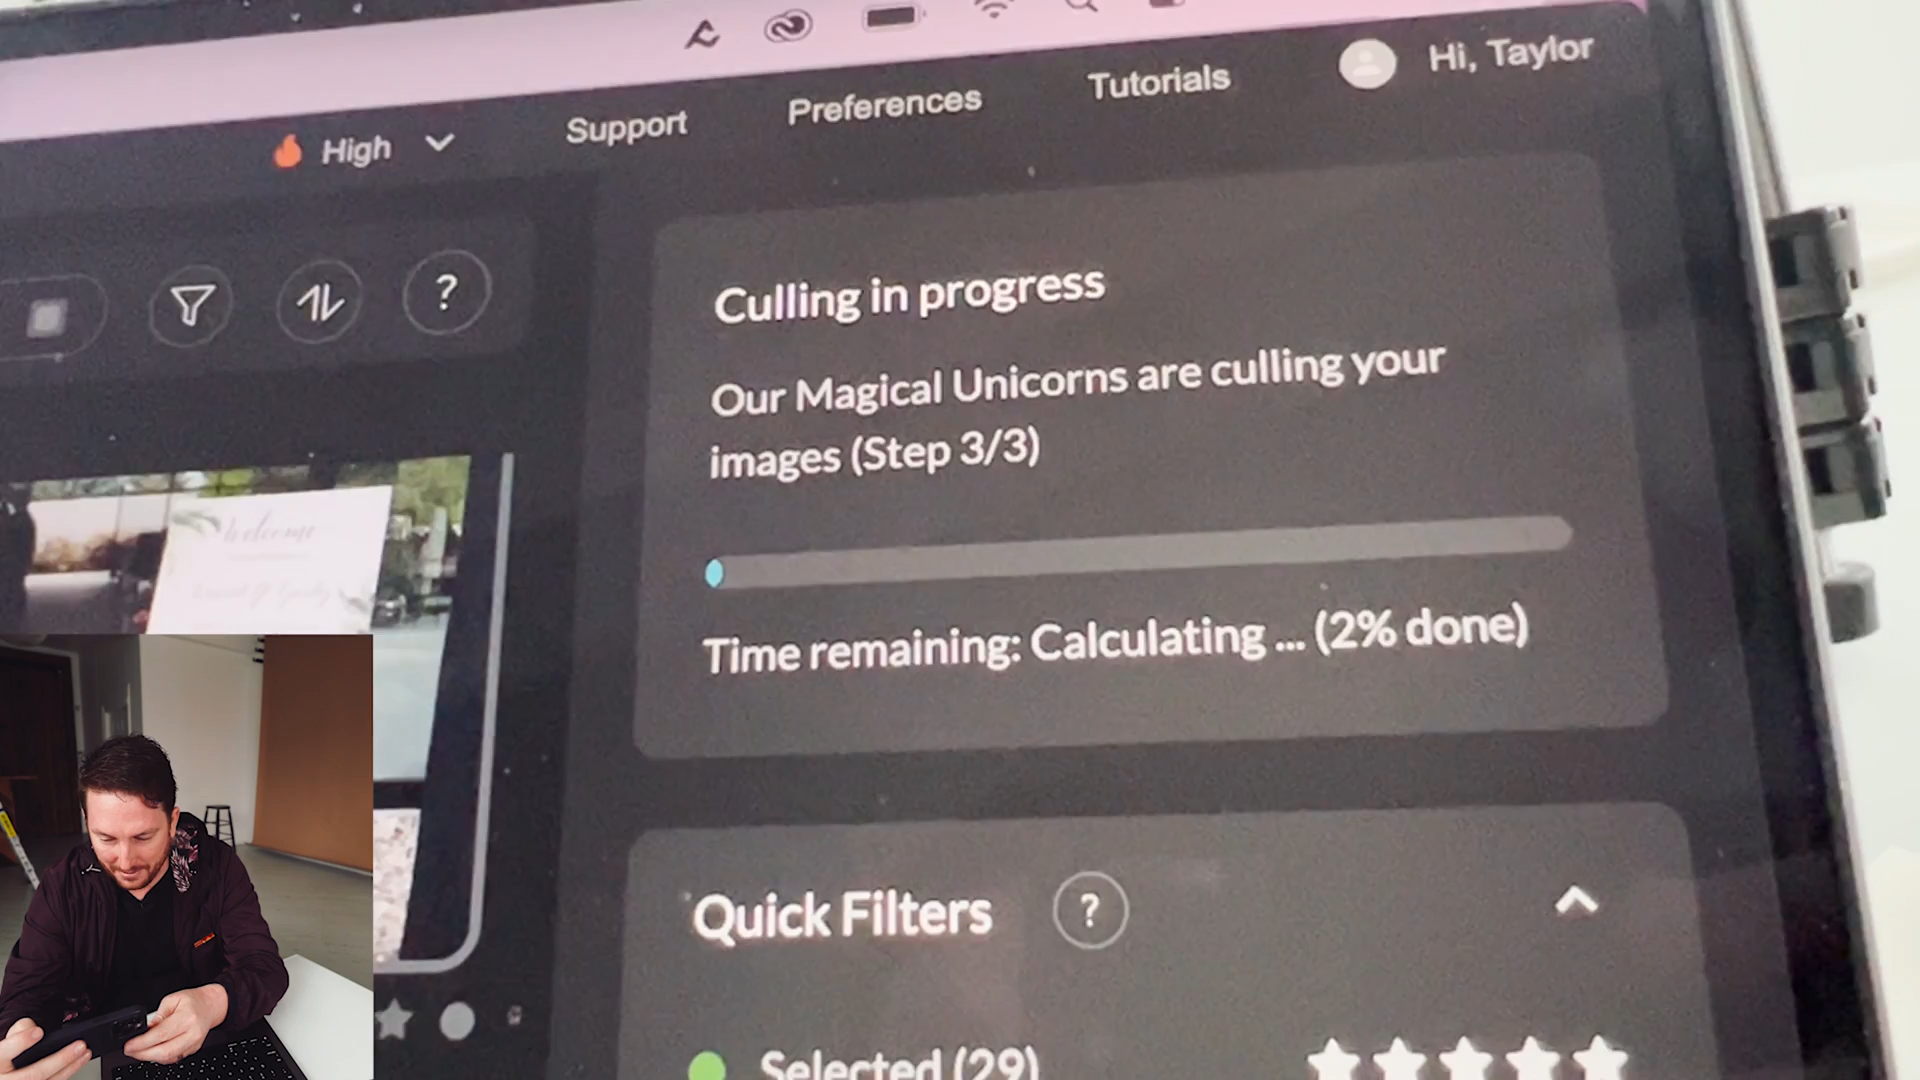 High
Support
Preferences
Tutorials
Hi, Taylor
?
Culling in progress
Our Magical Unicorns are culling your
images (Step 3/3)
Time remaining: Calculating ... (2% done)
Welcome
Quick Filters ?
Selected (29)